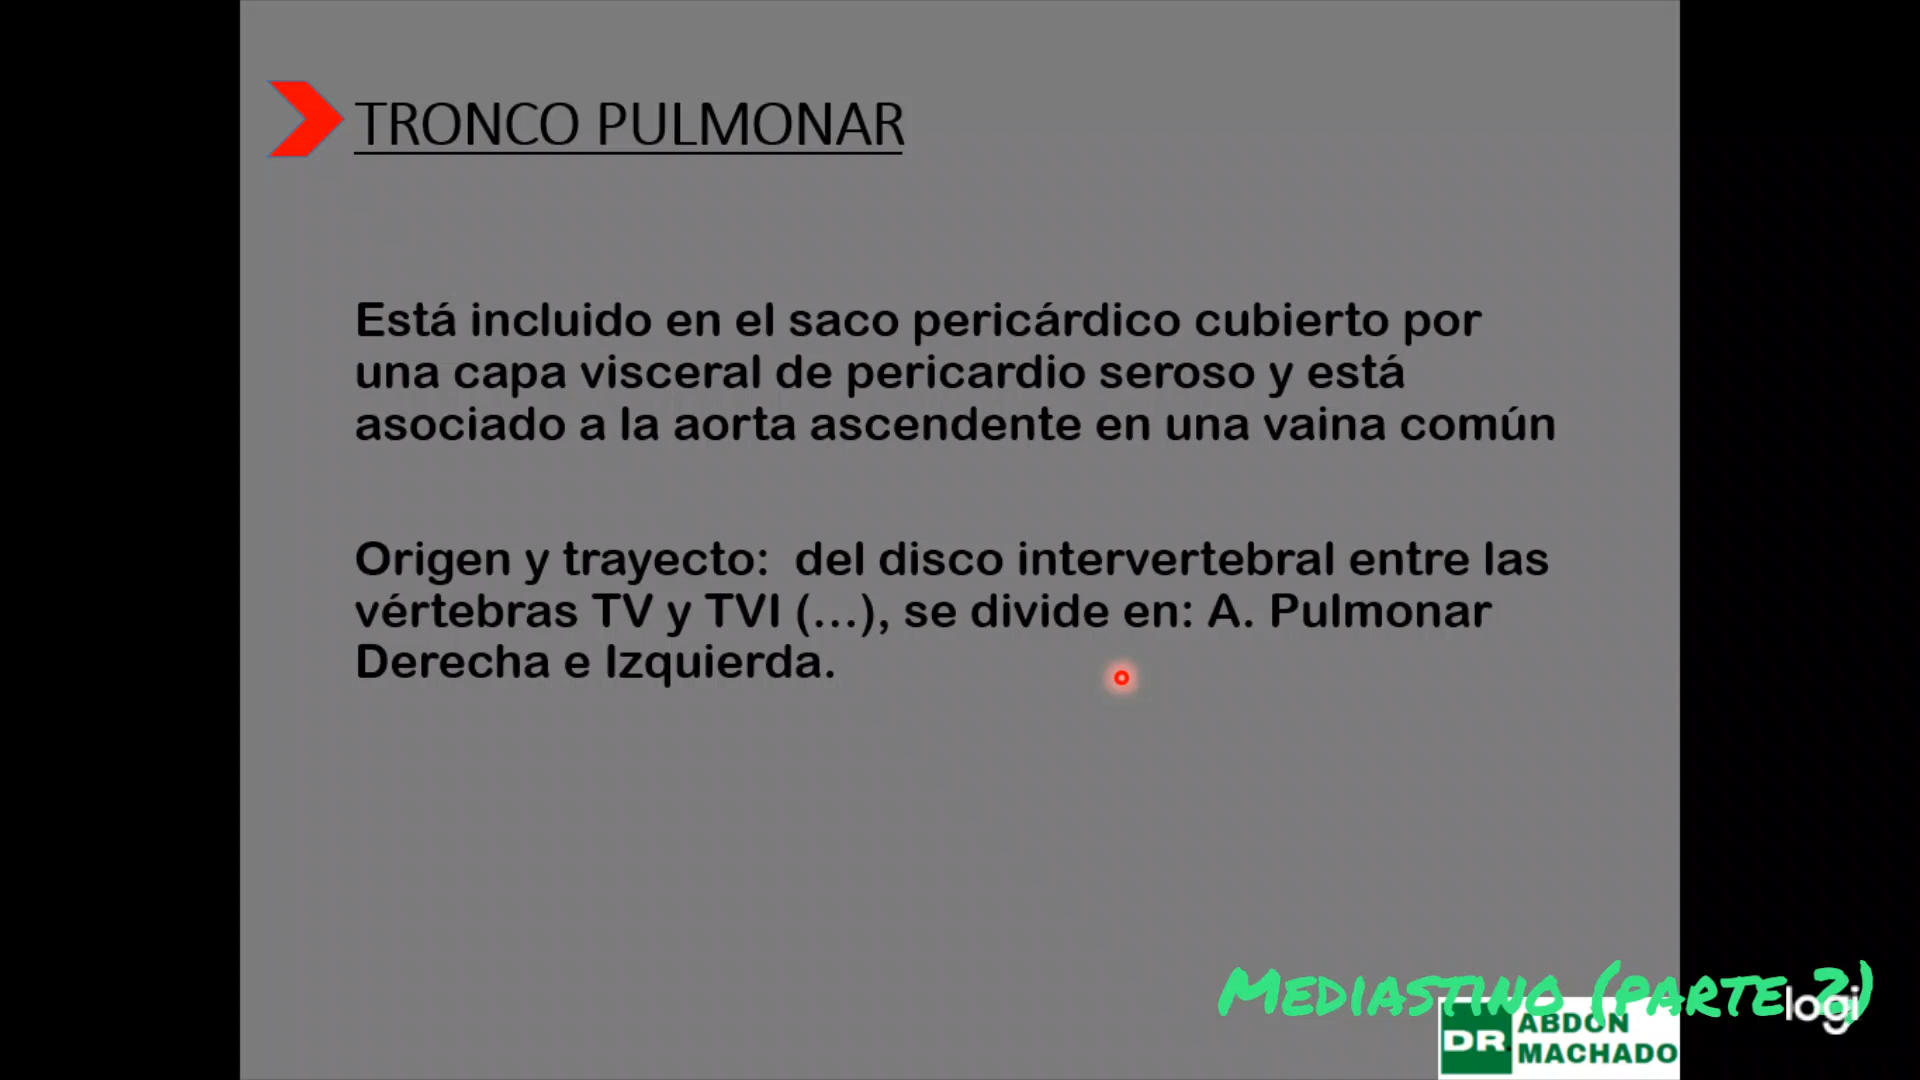 TRONCO PULMONAR
Está incluido en el saco pericárdico cubierto por
una capa visceral de pericardio seroso y está
asociado a la aorta ascendente en una vaina común
Origen y trayecto: del disco intervertebral entre las
vértebras TV y TVI (...), se divide en: A. Pulmonar
Derecha e Izquierda.
Mediastino (parte 2)
logi
DR. ABDON
MACHADO